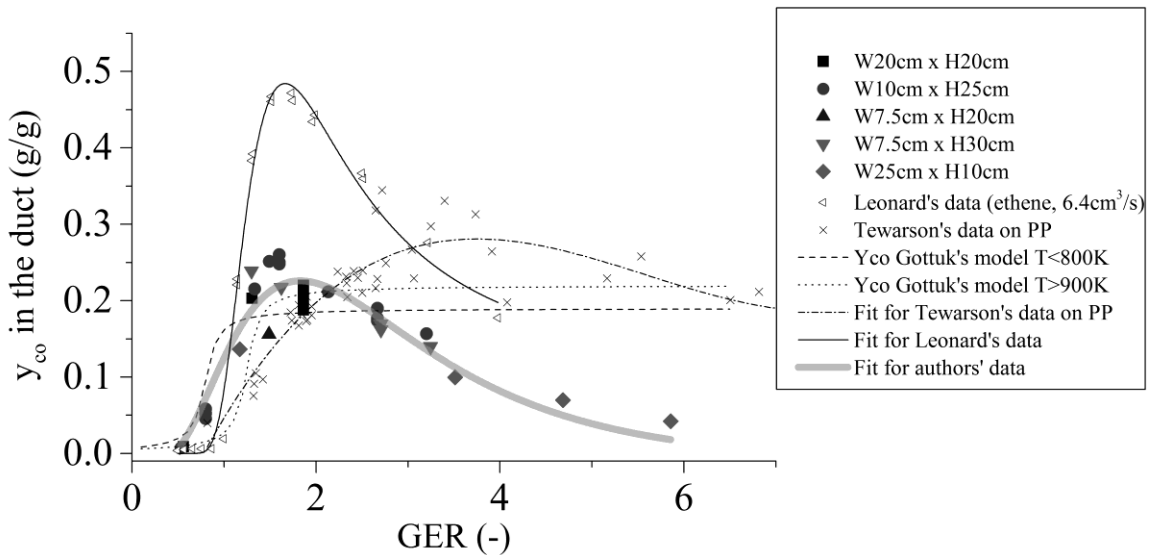 0.5
0.4
0.3
0.2
0.1
0.0
0
2
4
6
y_co in the duct (g/g)
GER (-)
W20cm x H20cm
W10cm x H25cm
W7.5cm x H20cm
W7.5cm x H30cm
W25cm x H10cm
Leonard's data (ethene, 6.4cm³/s)
Tewarson's data on PP
Yco Gottuk's model T<800K
Yco Gottuk's model T>900K
Fit for Tewarson's data on PP
Fit for Leonard's data
Fit for authors' data